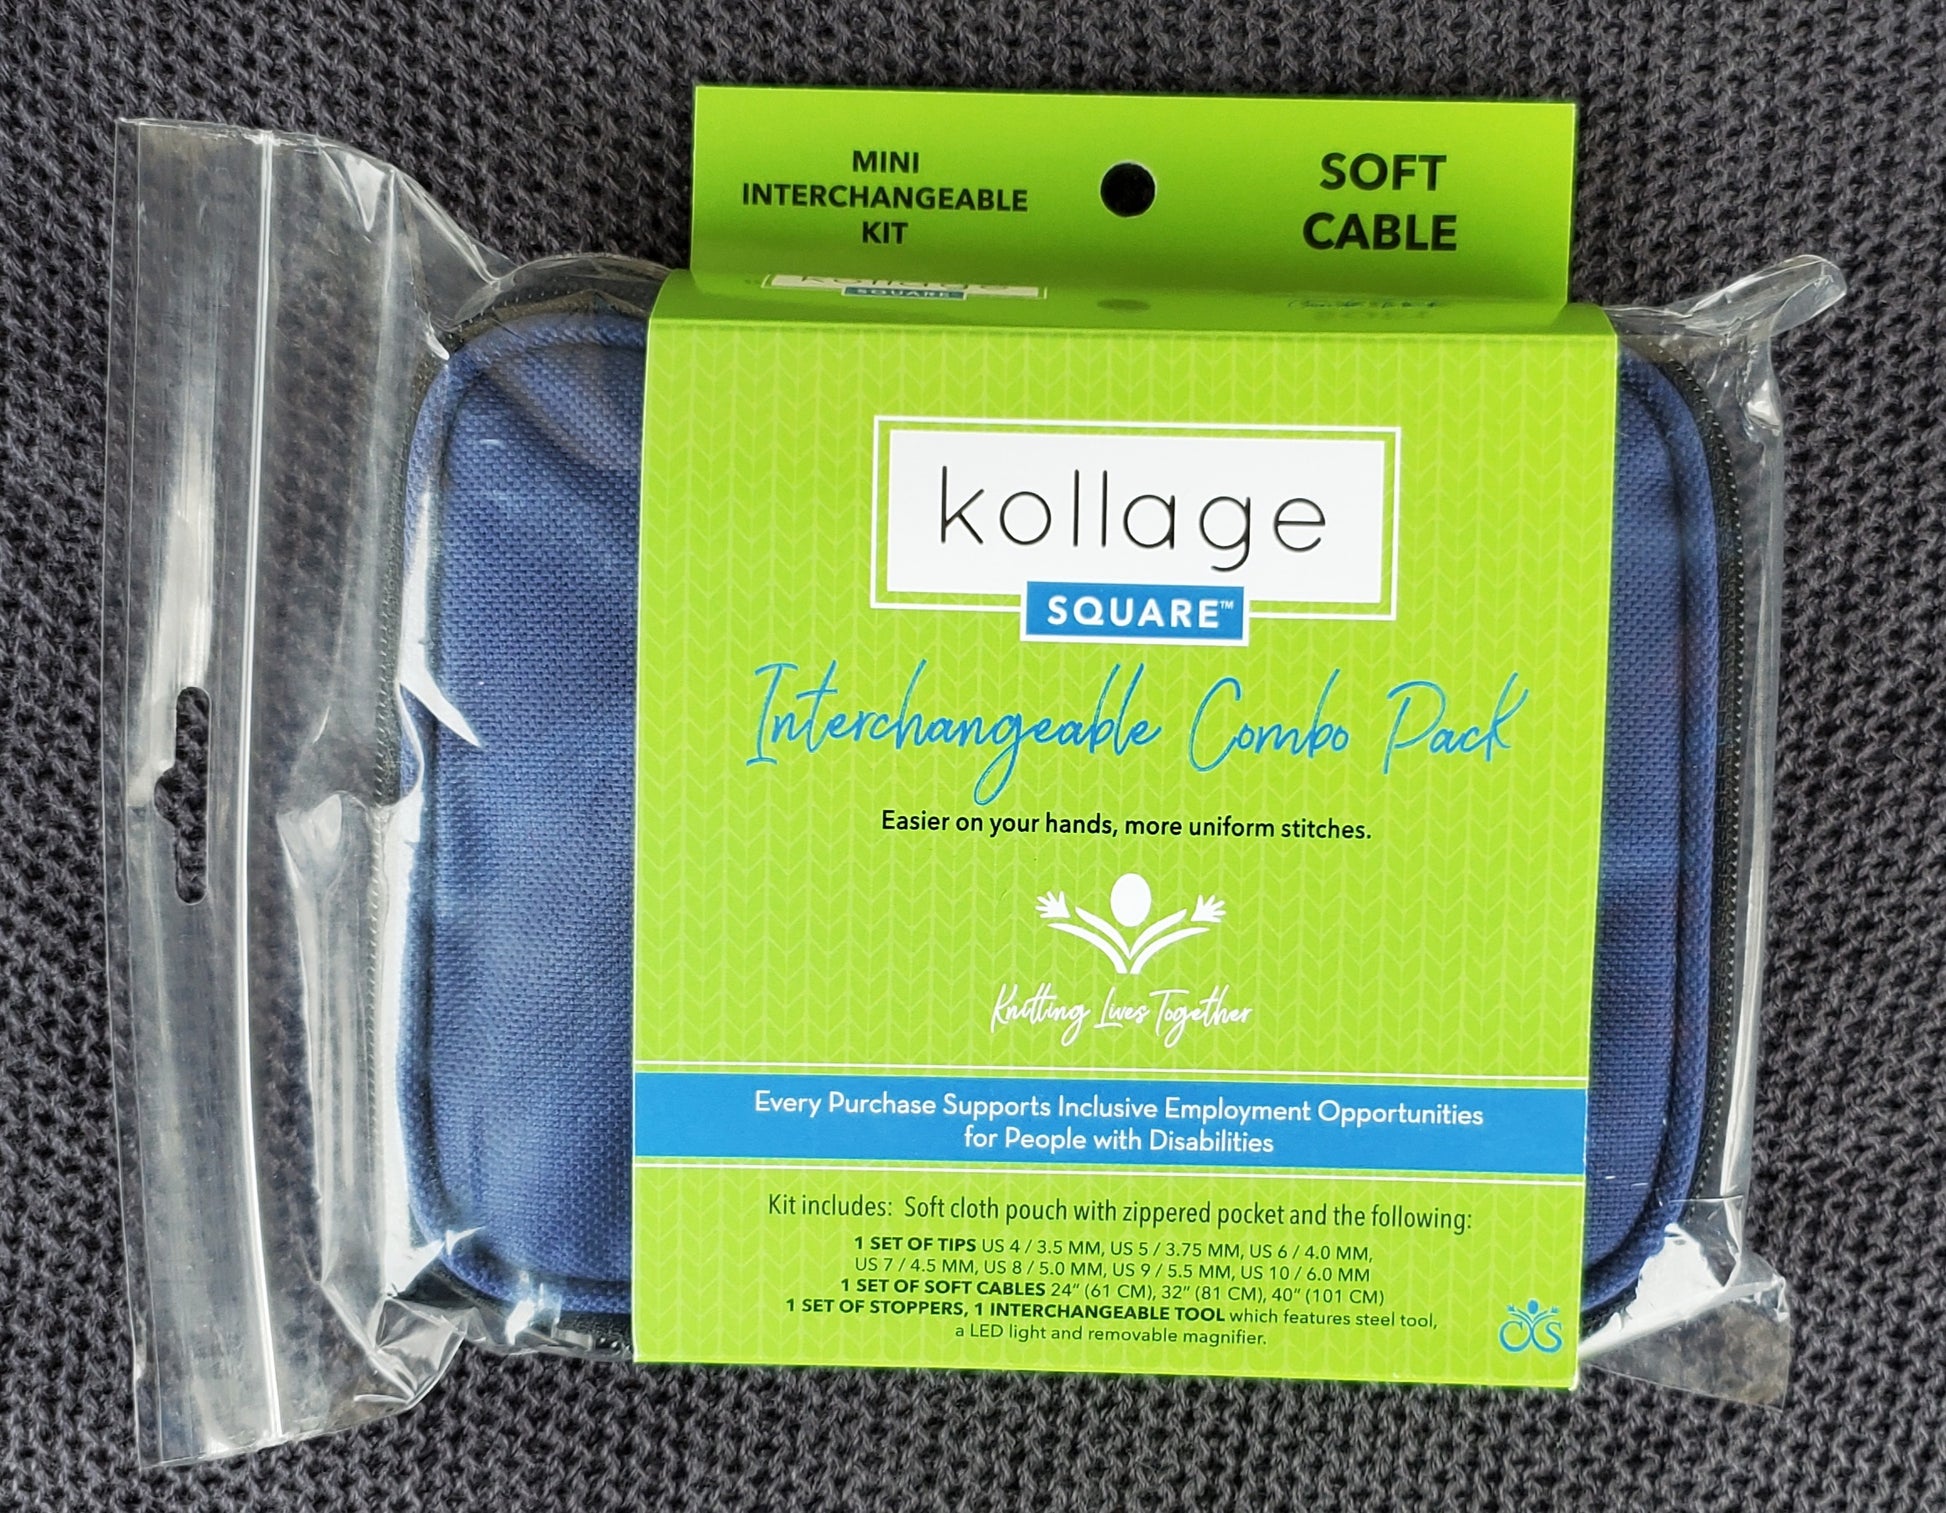 MINI
INTERCHANGEABLE
KIT
SOFT
CABLE
SQUARE
kollage
SQUARE™
Interchangeable Combo Pack
Easier on your hands, more uniform stitches.
Knitting Lives Together
Every Purchase Supports Inclusive Employment Opportunities
for People with Disabilities
Kit includes: Soft cloth pouch with zippered pocket and the following:
1 SET OF TIPS US 4 / 3.5 MM, US 5 / 3.75 MM, US 6 / 4.0 MM,
US 7 / 4.5 MM, US 8 / 5.0 MM, US 9 / 5.5 MM, US 10 / 6.0 MM
1 SET OF SOFT CABLES 24" (61 CM), 32" (81 CM), 40" (101 CM)
1 SET OF STOPPERS, 1 INTERCHANGEABLE TOOL which features steel tool,
a LED light and removable magnifier.